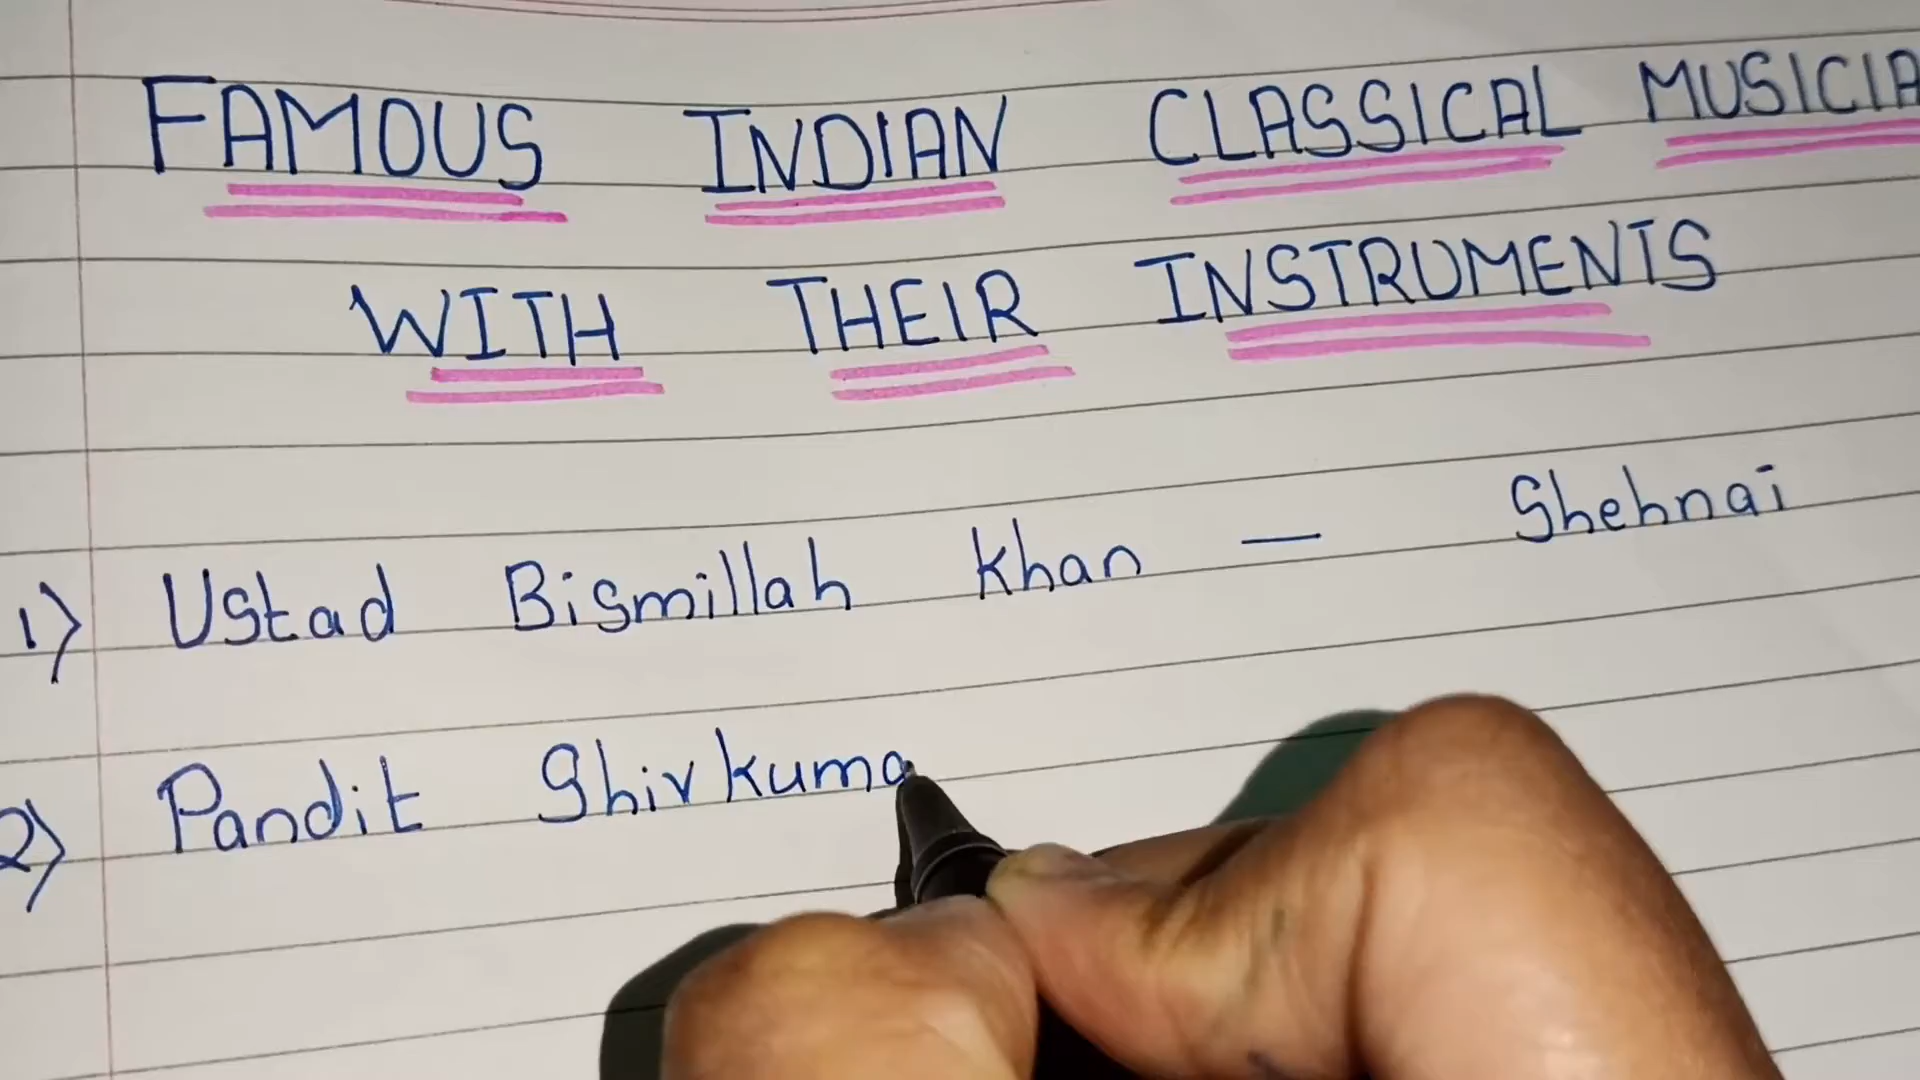 FAMOUS INDIAN CLASSICAL MUSICIA
WITH THEIR INSTRUMENTS
1) Ustad Bismillah Khan — Shehnai
2) Pandit Shivkuma